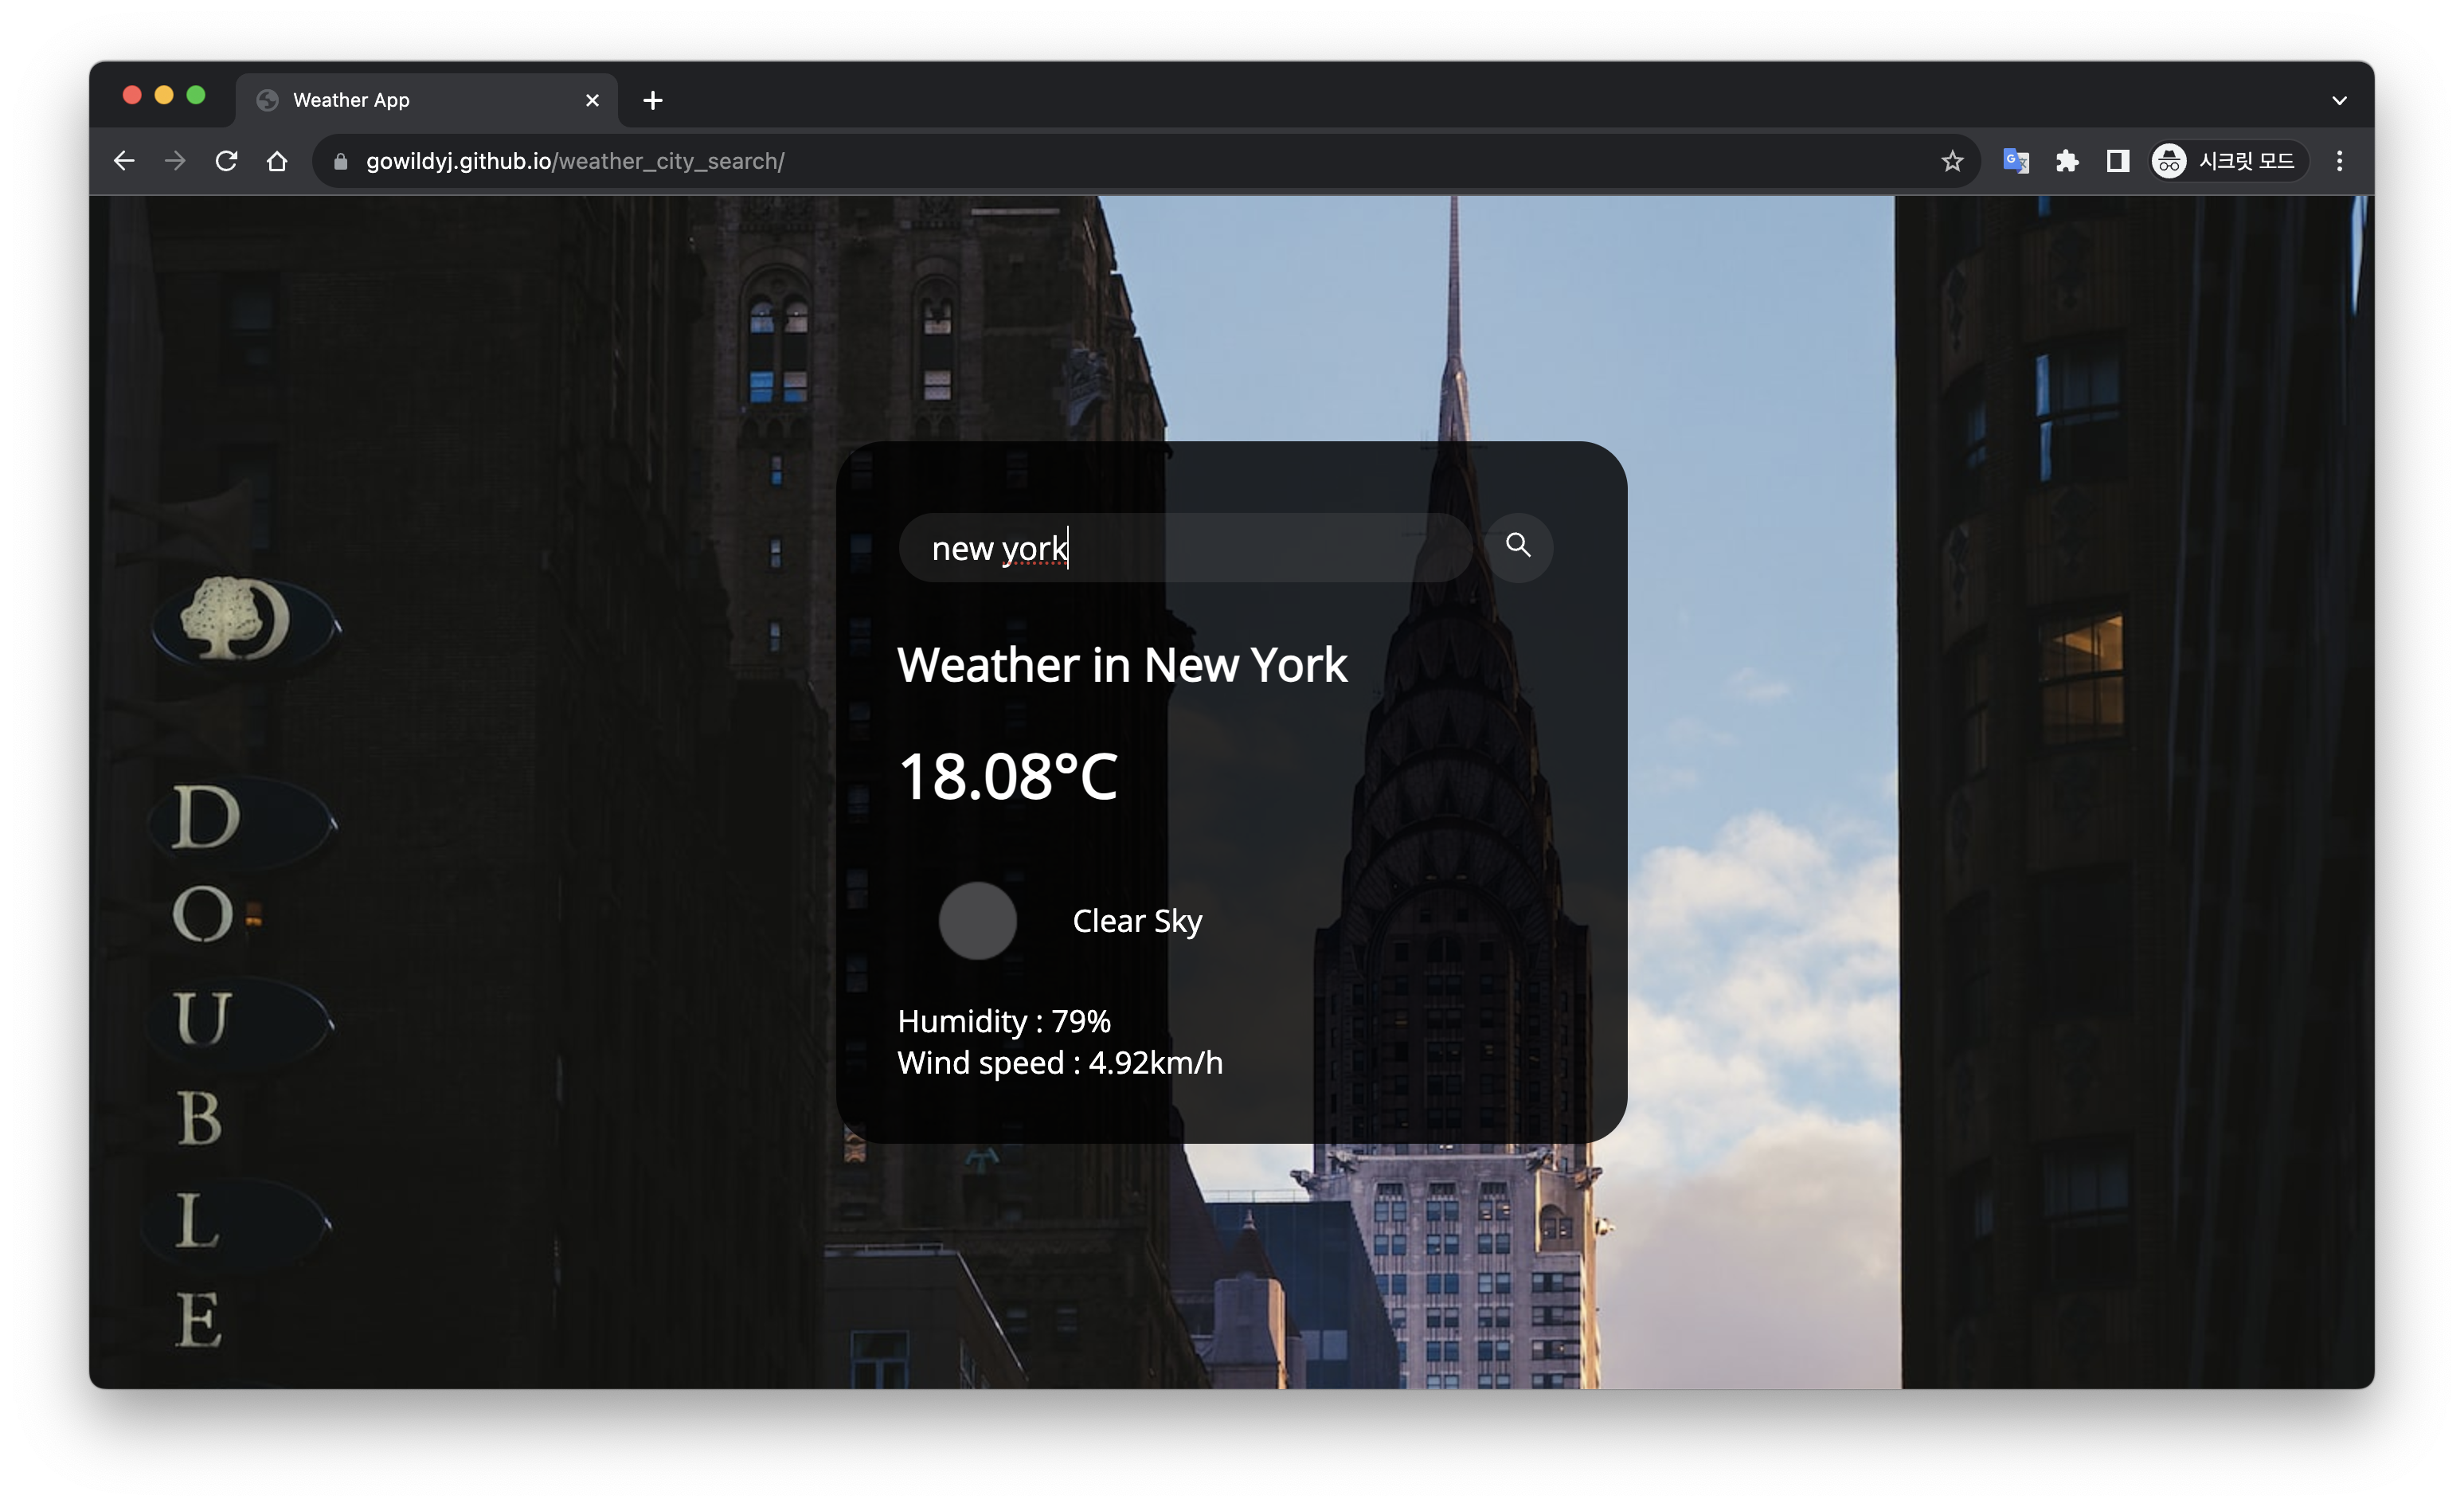 Weather App
gowildyj.github.io/weather_city_search/
시크릿 모드
new york
Weather in New York
18.08°C
Clear Sky
Humidity : 79%
Wind speed : 4.92km/h
D
D
O
U
B
L
E